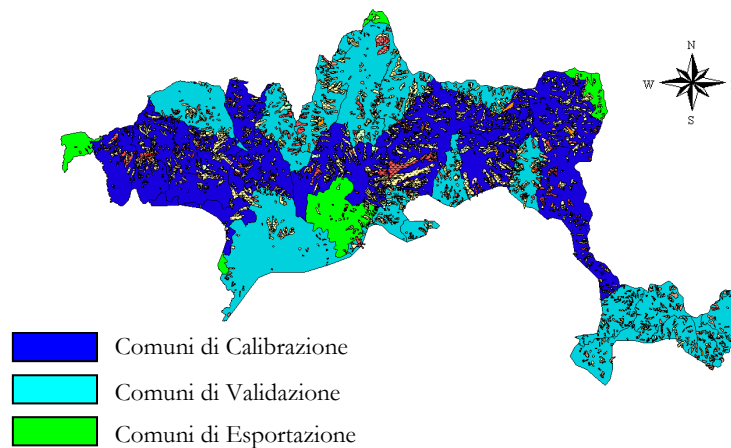 N
W
S
Comuni di Calibrazione
Comuni di Validazione
Comuni di Esportazione